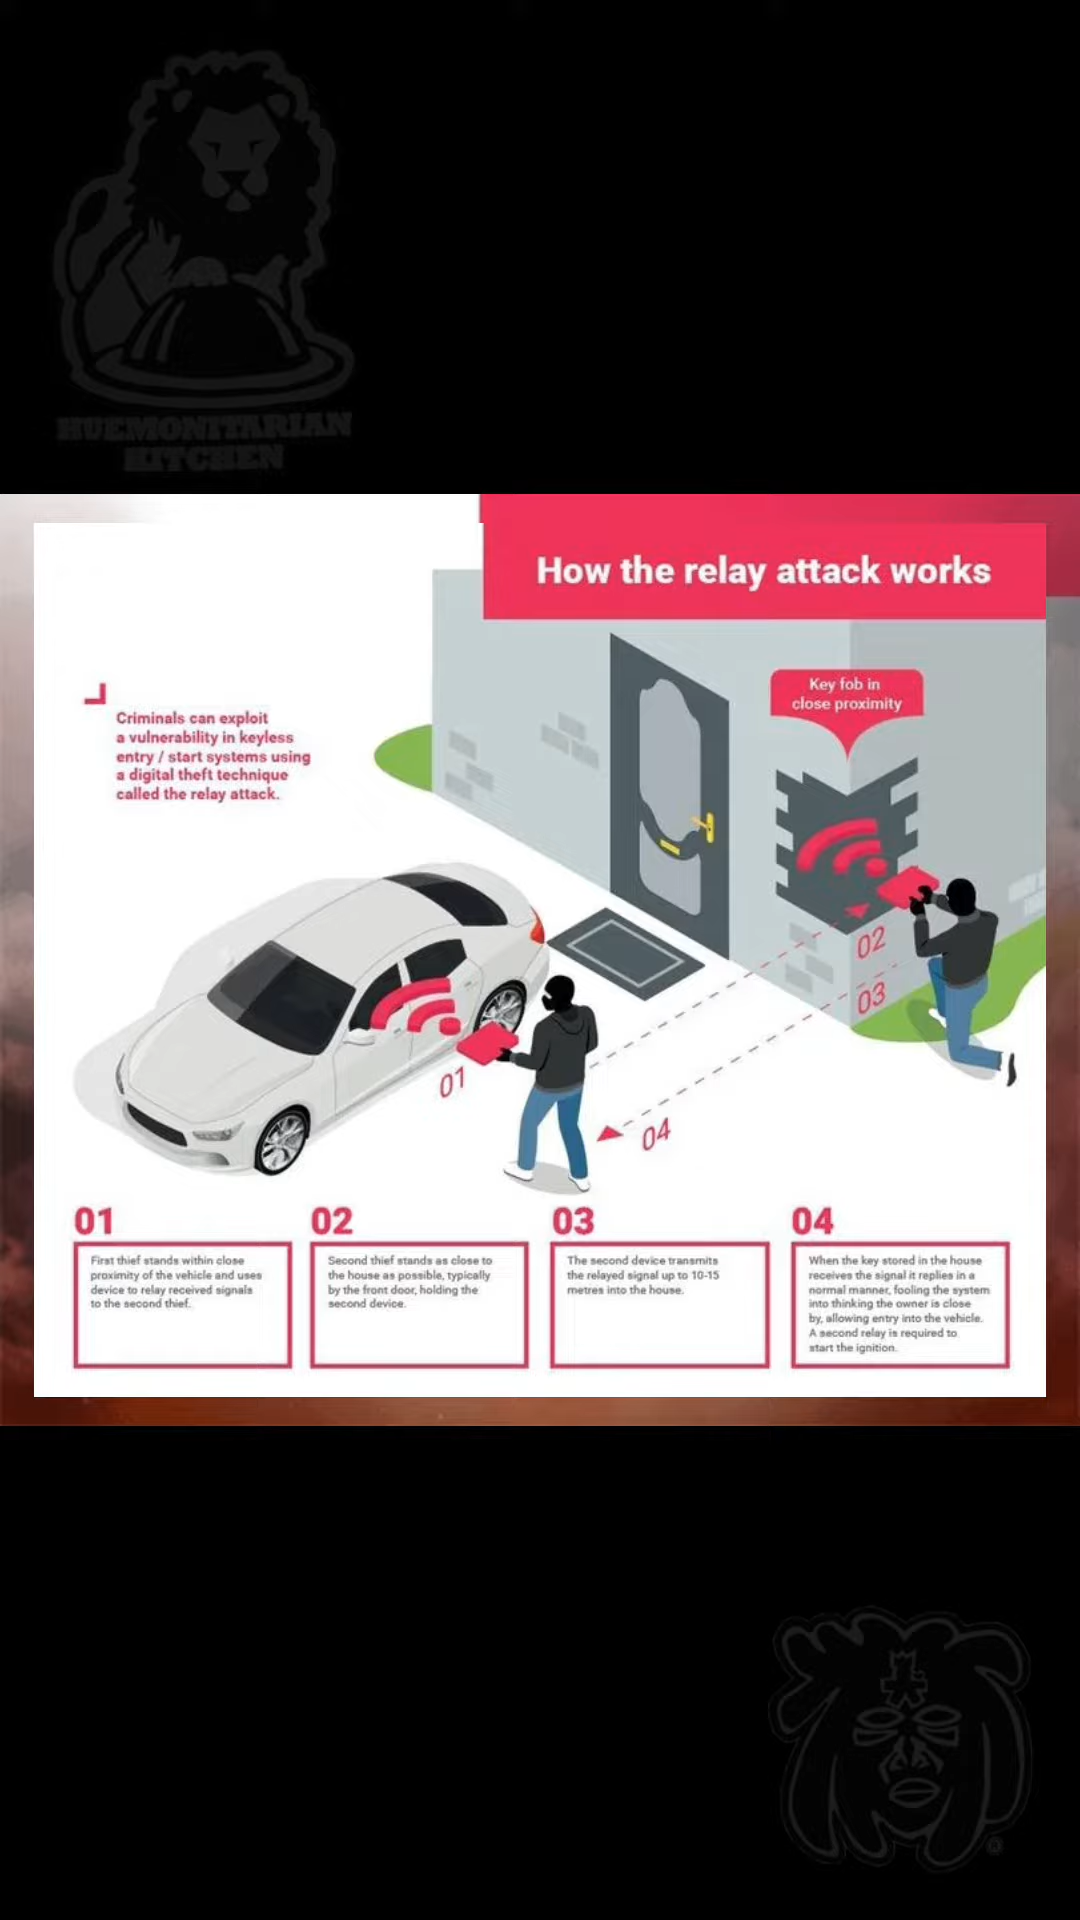 HUEMONITARIAN
KITCHEN
How the relay attack works
Key fob in
close proximity
Criminals can exploit
a vulnerability in keyless
entry / start systems using
a digital theft technique
called the relay attack.
02
03
01
04
01
First thief stands within close
proximity of the vehicle and uses
device to relay received signals
to the second thief.
02
Second thief stands as close to
the house as possible, typically
by the front door, holding the
second device.
03
The second device transmits
the relayed signal up to 10-15
metres into the house.
04
When the key stored in the house
receives the signal it replies in a
normal manner, fooling the system
into thinking the owner is close
by, allowing entry into the vehicle.
A second relay is required to
start the ignition.
®